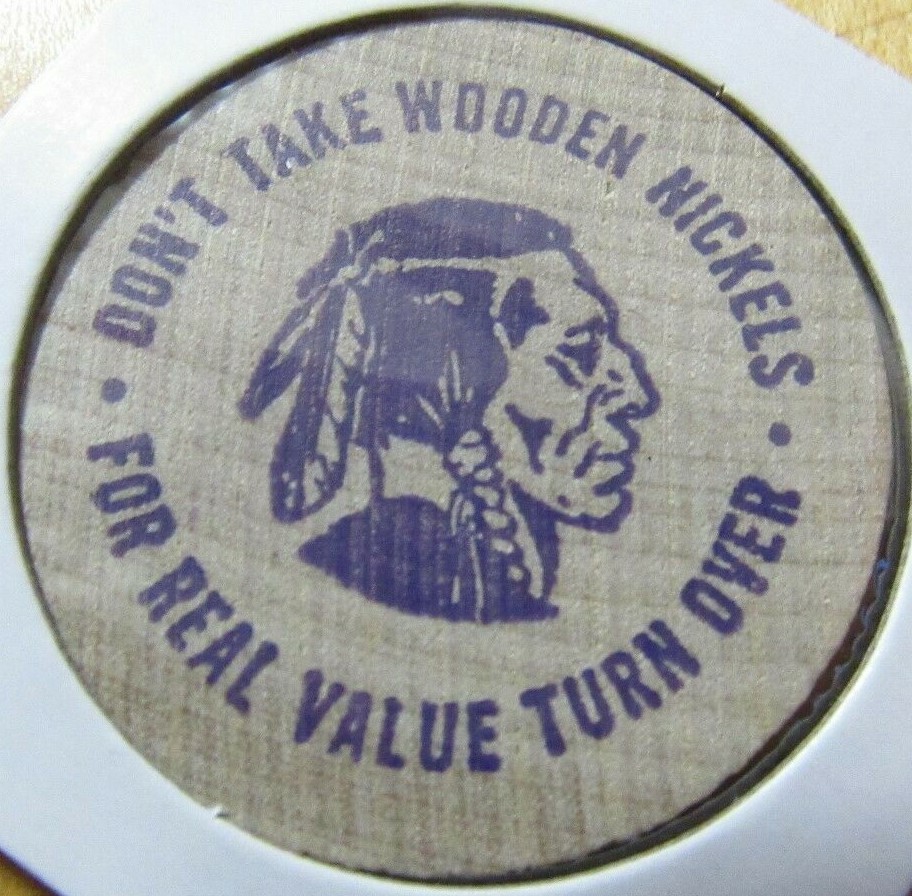 DON'T TAKE WOODEN NICKELS
• FOR REAL VALUE TURN OVER •